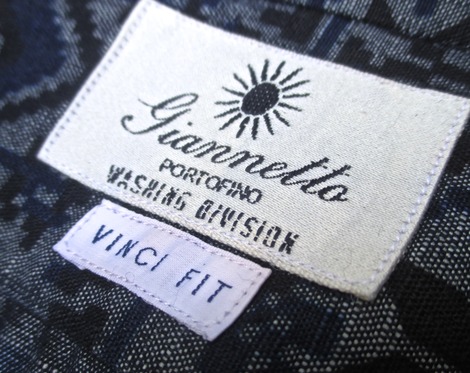 Giannetto
PORTOFINO
WASHING DIVISION
VINCI FIT